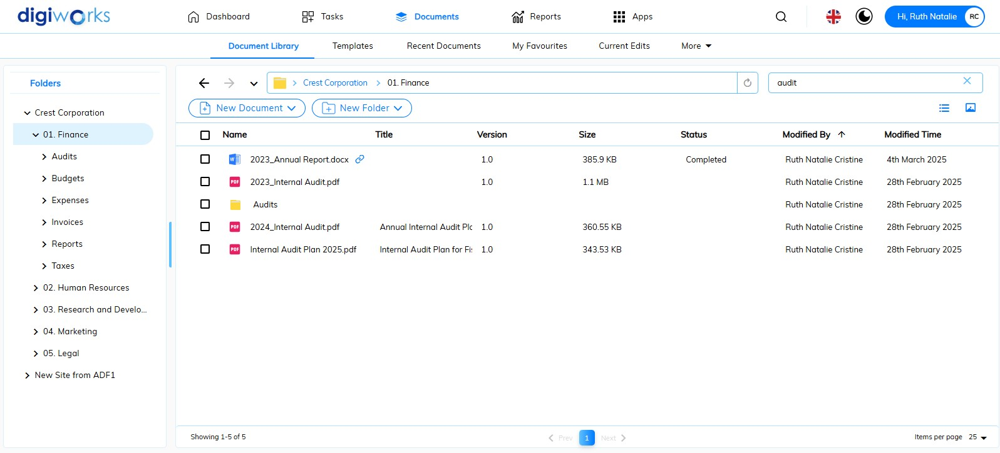 digiworks
Dashboard
Tasks
Documents
Reports
Apps
Hi, Ruth Natalie
RC
Document Library
Templates
Recent Documents
My Favourites
Current Edits
More
Folders
Crest Corporation
01. Finance
Audits
Budgets
Expenses
Invoices
Reports
Taxes
02. Human Resources
03. Research and Develo...
04. Marketing
05. Legal
New Site from ADF1
Crest Corporation
01. Finance
audit
New Document
New Folder
Name Title Version Size Status Modified By Modified Time
2023_Annual Report.docx 1.0 385.9 KB Completed Ruth Natalie Cristine 4th March 2025
PDF 2023_Internal Audit.pdf 1.0 1.1 MB Ruth Natalie Cristine 28th February 2025
Audits Ruth Natalie Cristine 28th February 2025
PDF 2024_Internal Audit.pdf Annual Internal Audit Pla 1.0 360.55 KB Ruth Natalie Cristine 28th February 2025
PDF Internal Audit Plan 2025.pdf Internal Audit Plan for Fi 1.0 343.53 KB Ruth Natalie Cristine 28th February 2025
Showing 1-5 of 5
Prev
1
Next
Items per page 25